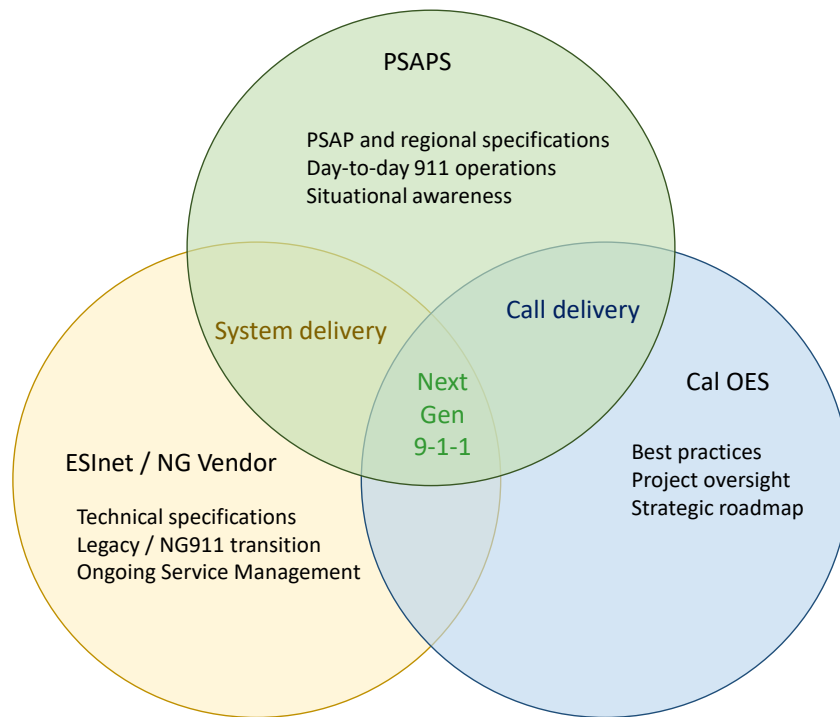 PSAPS
PSAP and regional specifications
Day-to-day 911 operations
Situational awareness
System delivery
Call delivery
Next
Gen
9-1-1
Cal OES
Best practices
Project oversight
Strategic roadmap
ESInet / NG Vendor
Technical specifications
Legacy / NG911 transition
Ongoing Service Management